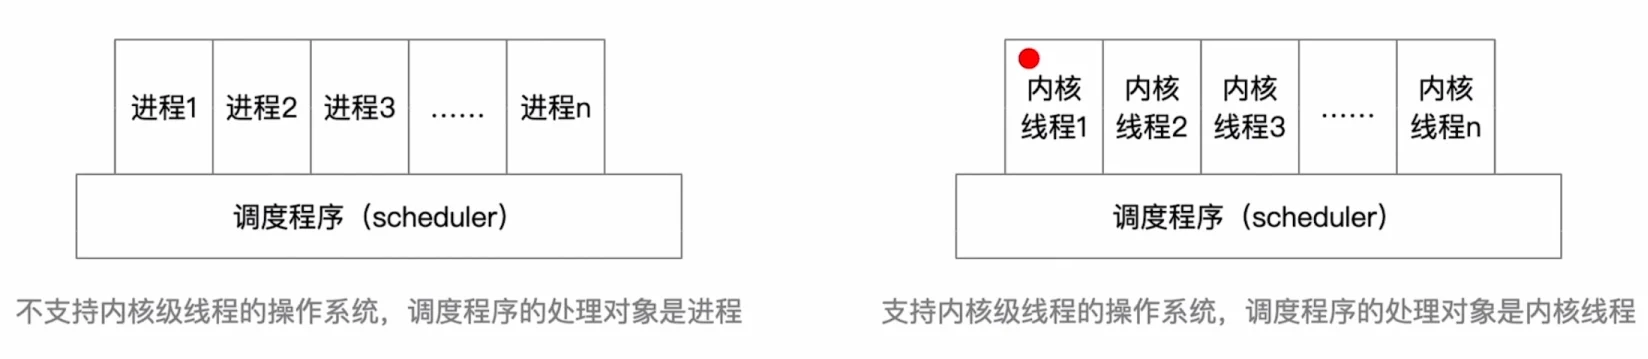 进程1 进程2 进程3 …… 进程n
调度程序（scheduler）
不支持内核级线程的操作系统，调度程序的处理对象是进程
内核 内核 内核 内核
线程1 线程2 线程3 …… 线程n
调度程序（scheduler）
支持内核级线程的操作系统，调度程序的处理对象是内核线程